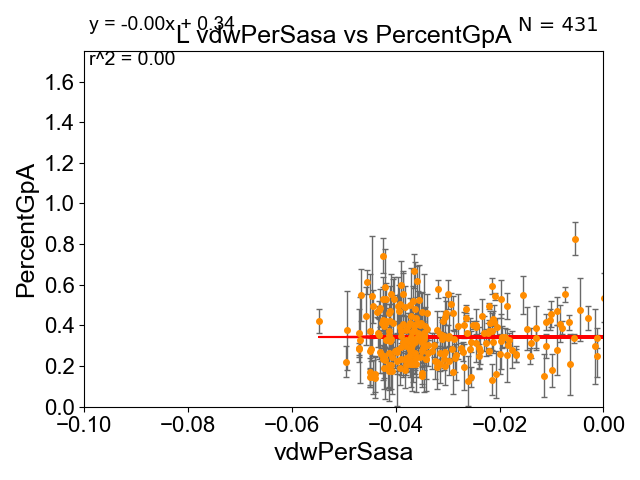 y = -0.00x + 0.34
N = 431
L vdwPerSasa vs PercentGpA
r^2 = 0.00
1.6
1.4
1.2
1.0
0.8
0.6
0.4
0.2
0.0
PercentGpA
−0.10 −0.08 −0.06 −0.04 −0.02 0.00
vdwPerSasa